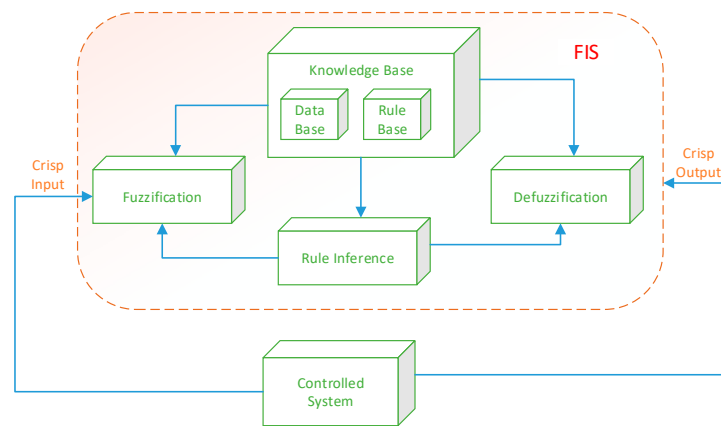 FIS
Knowledge Base
Data
Base
Rule
Base
Crisp
Input
Fuzzification
Defuzzification
Crisp
Output
Rule Inference
Controlled
System